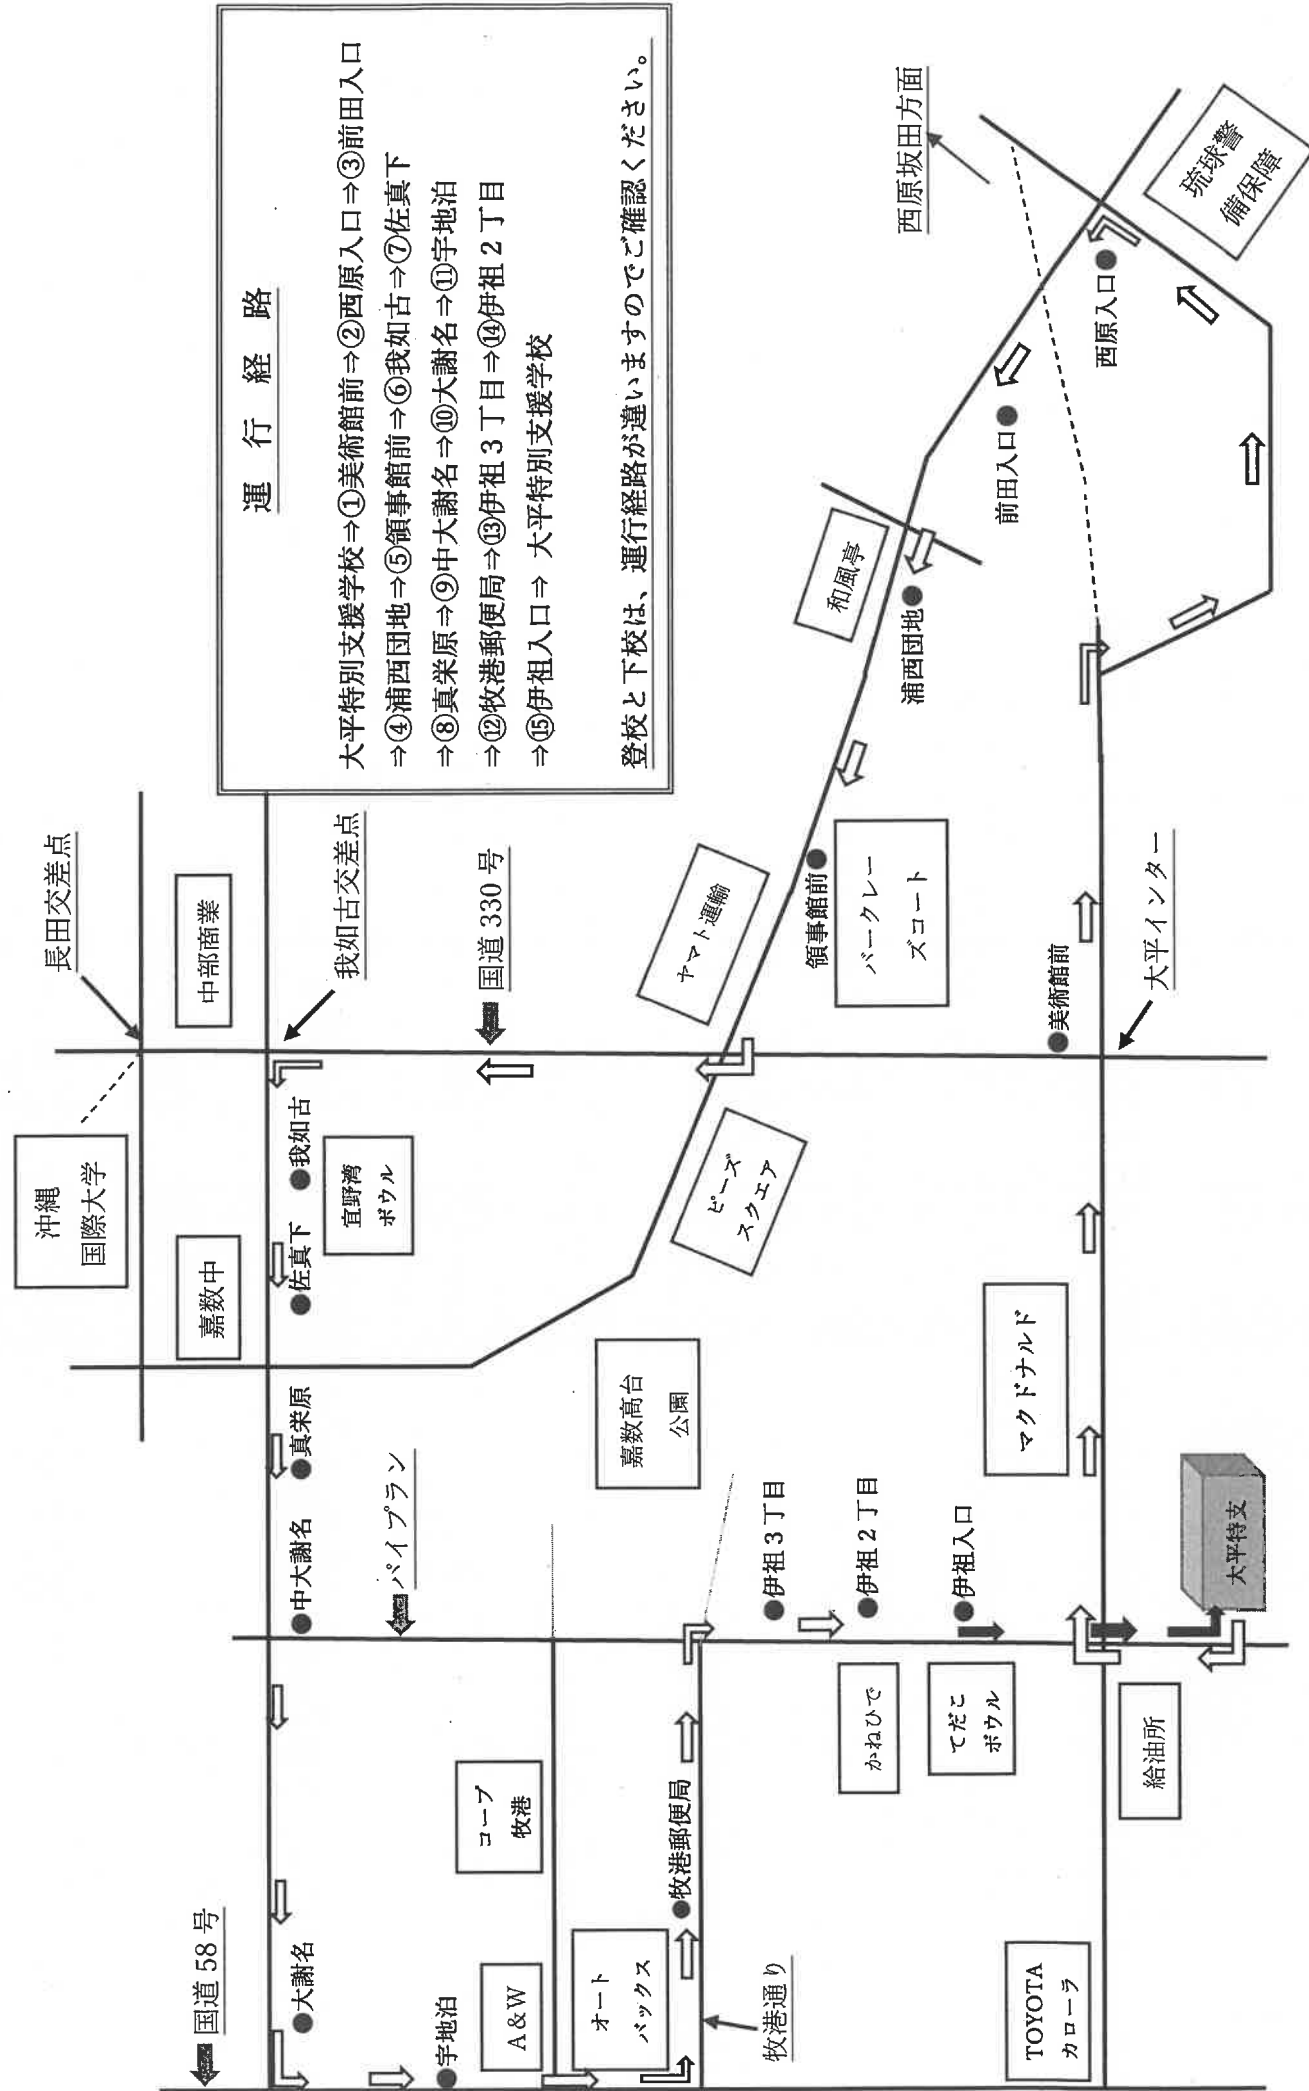 運 行 経 路
大平特別支援学校⇒①美術館前⇒②西原入口⇒③前田入口
⇒④浦西団地⇒⑤領事館前⇒⑥我如古⇒⑦佐真下
⇒⑧真栄原⇒⑨中大謝名⇒⑩大謝名⇒⑪宇地泊
⇒⑫牧港郵便局⇒⑬伊祖3丁目⇒⑭伊祖2丁目
⇒⑮伊祖入口⇒ 大平特別支援学校
登校と下校は、運行経路が違いますのでご確認ください。
国道58号
大謝名
宇地泊
A&W
オート
バックス
コープ
牧港
牧港郵便局
牧港通り
TOYOTA
カローラ
沖縄
国際大学
長田交差点
嘉数中
中部商業
我如古交差点
中大謝名
真栄原
佐真下
我如古
宜野湾
ボウル
パイプラン
国道330号
嘉数高台
公園
ピーズ
スクエア
ヤマト運輸
伊祖3丁目
伊祖2丁目
伊祖入口
かねひで
てだこ
ボウル
給油所
マクドナルド
大平特支
領事館前
バークレー
ズコート
美術館前
大平インター
和風亭
浦西団地
前田入口
西原入口
西原坂田方面
琉球警
備保障